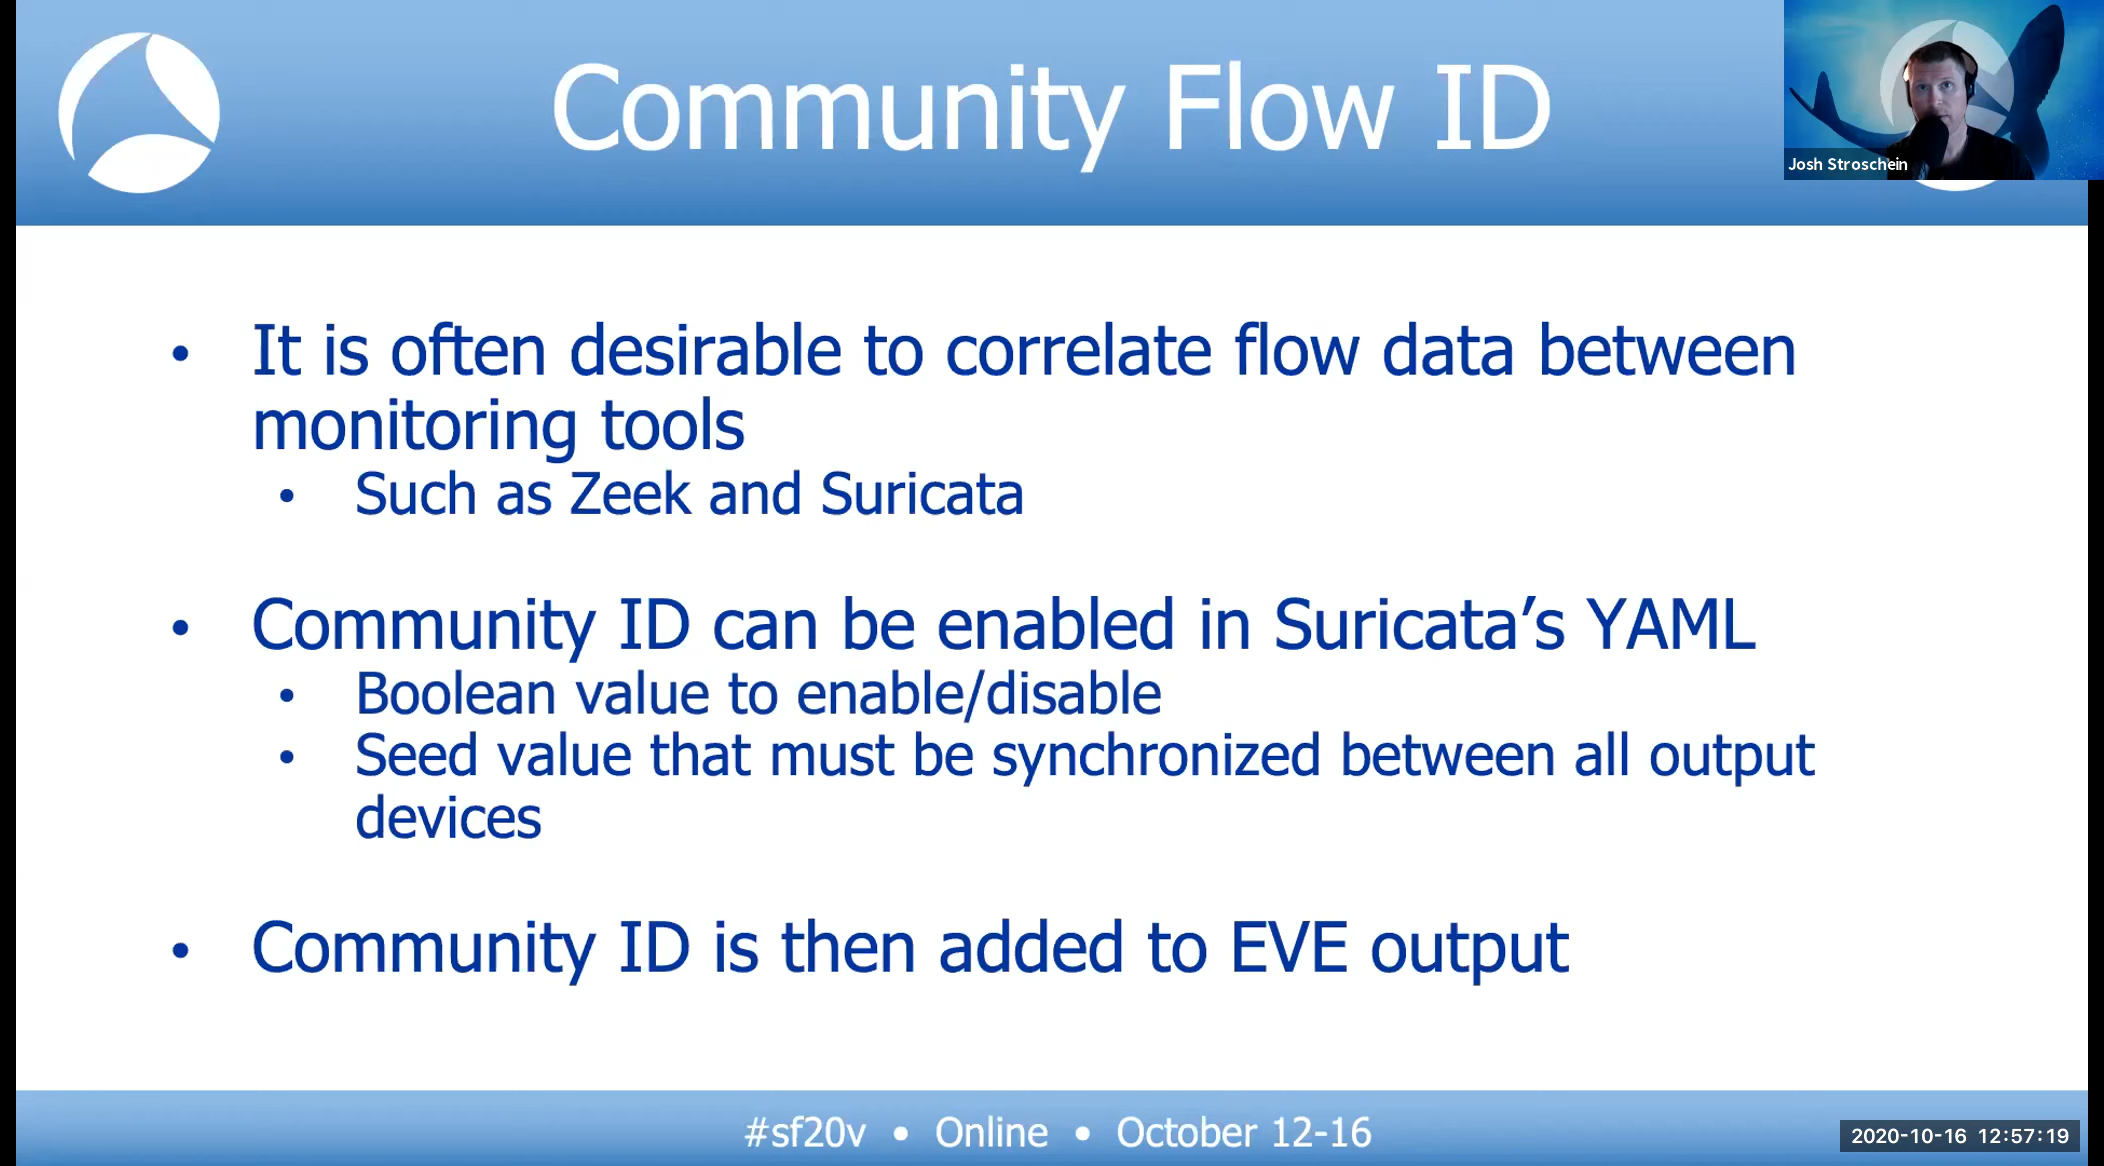 Community Flow ID
Josh Stroschein
• It is often desirable to correlate flow data between
monitoring tools
• Such as Zeek and Suricata
• Community ID can be enabled in Suricata’s YAML
• Boolean value to enable/disable
• Seed value that must be synchronized between all output
devices
• Community ID is then added to EVE output
#sf20v • Online • October 12-16
2020-10-16 12:57:19